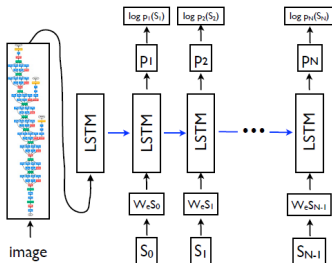 log p₁(S₁) log p₂(S₂) log pN(SN)
p₁ p₂ pN
LSTM LSTM LSTM LSTM
WₑS₀ WₑS₁ WₑSN-1
image S₀ S₁ SN-1